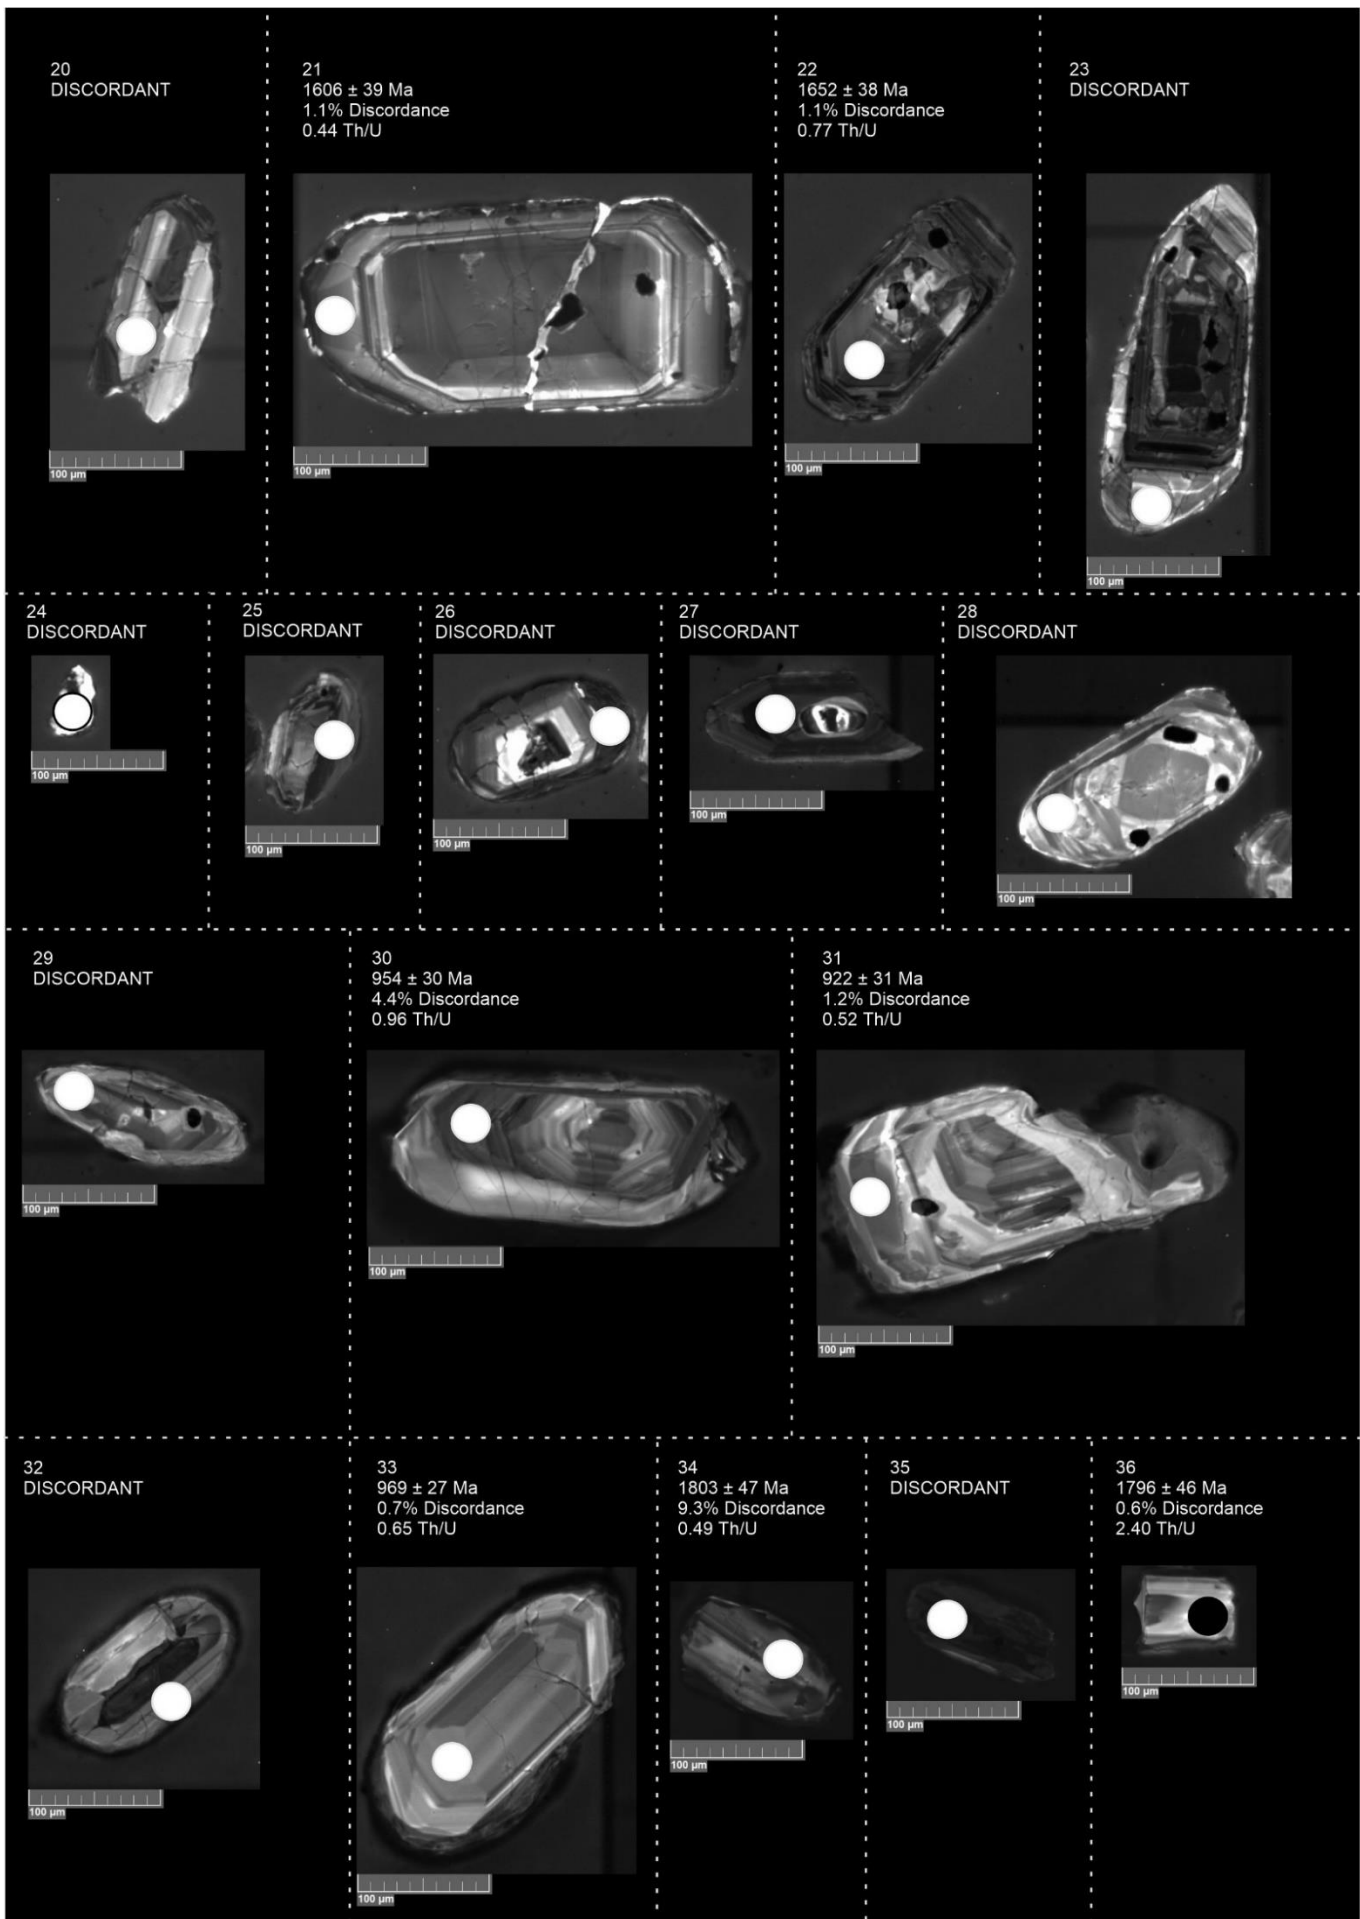 20
DISCORDANT
100 µm
21
1606 ± 39 Ma
1.1% Discordance
0.44 Th/U
100 µm
22
1652 ± 38 Ma
1.1% Discordance
0.77 Th/U
100 µm
23
DISCORDANT
100 µm
24
DISCORDANT
100 µm
25
DISCORDANT
100 µm
26
DISCORDANT
100 µm
27
DISCORDANT
100 µm
28
DISCORDANT
100 µm
29
DISCORDANT
100 µm
30
954 ± 30 Ma
4.4% Discordance
0.96 Th/U
100 µm
31
922 ± 31 Ma
1.2% Discordance
0.52 Th/U
100 µm
32
DISCORDANT
100 µm
33
969 ± 27 Ma
0.7% Discordance
0.65 Th/U
100 µm
34
1803 ± 47 Ma
9.3% Discordance
0.49 Th/U
100 µm
35
DISCORDANT
100 µm
36
1796 ± 46 Ma
0.6% Discordance
2.40 Th/U
100 µm